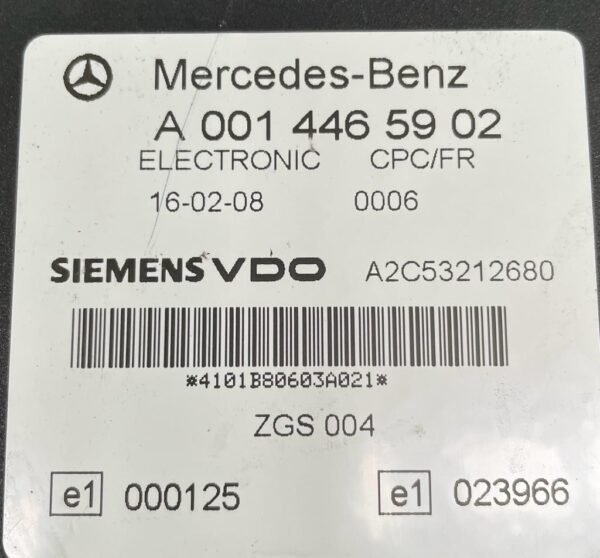 Mercedes-Benz
A 001 446 59 02
ELECTRONIC CPC/FR
16-02-08 0006
SIEMENS VDO A2C53212680
*4101B80603A021*
ZGS 004
e1 000125 e1 023966